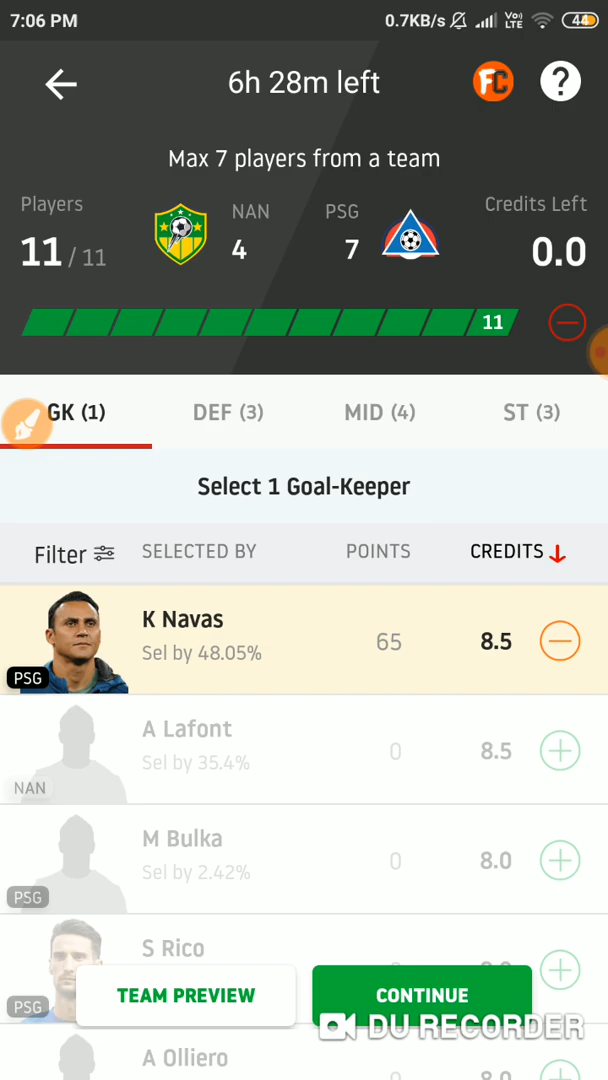 7:06 PM
0.7KB/s
Vo)
LTE
44
6h 28m left
FC
?
Max 7 players from a team
Players
NAN
PSG
Credits Left
11 / 11
4
7
0.0
11
GK (1)
DEF (3)
MID (4)
ST (3)
Select 1 Goal-Keeper
Filter
SELECTED BY
POINTS
CREDITS
K Navas
Sel by 48.05%
65
8.5
PSG
A Lafont
Sel by 35.4%
0
8.5
NAN
M Bulka
Sel by 2.42%
0
8.0
PSG
S Rico
PSG
TEAM PREVIEW
CONTINUE
DU RECORDER
A Olliero